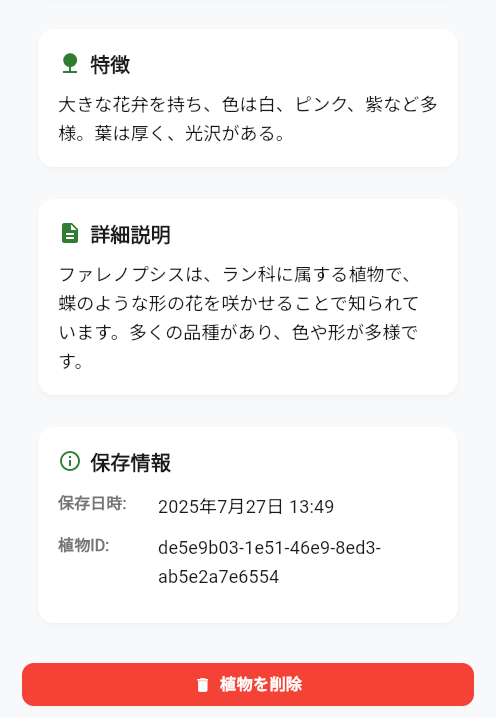 特徴
大きな花弁を持ち、色は白、ピンク、紫など多
様。葉は厚く、光沢がある。
詳細説明
ファレノプシスは、ラン科に属する植物で、
蝶のような形の花を咲かせることで知られて
います。多くの品種があり、色や形が多様で
す。
保存情報
保存日時: 2025年7月27日 13:49
植物ID: de5e9b03-1e51-46e9-8ed3-
ab5e2a7e6554
植物を削除